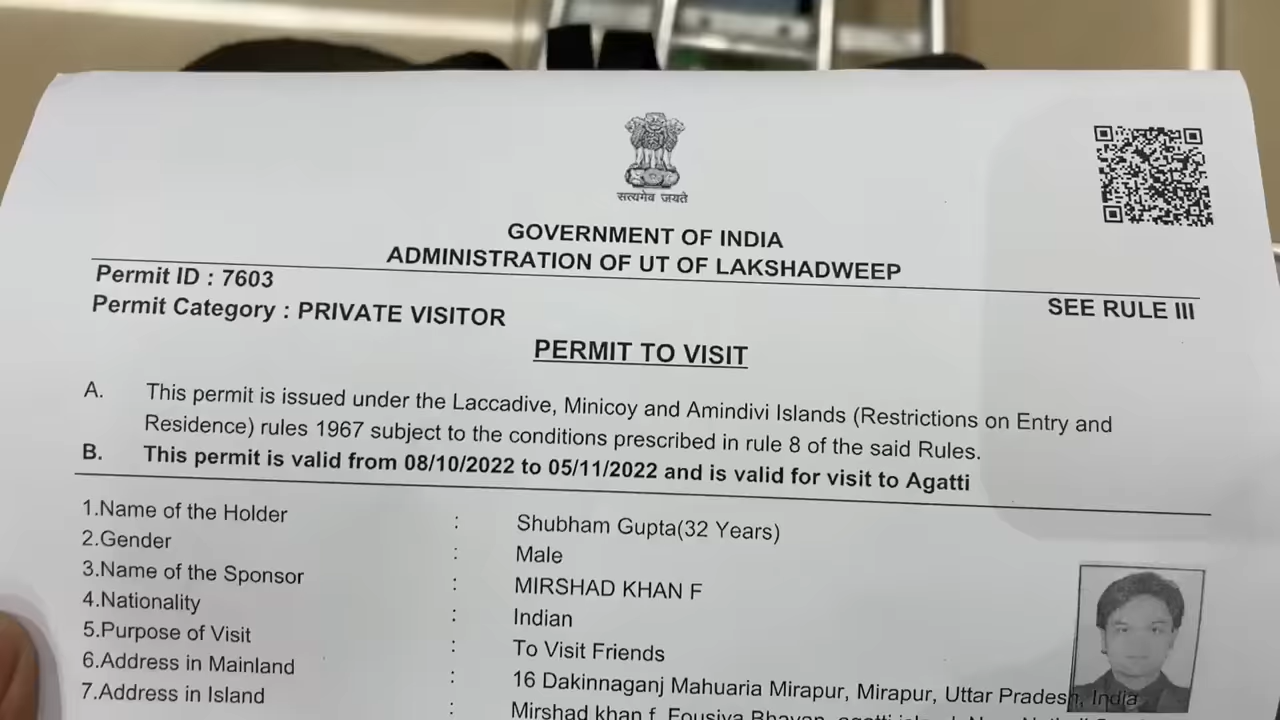 सत्यमेव जयते
GOVERNMENT OF INDIA
ADMINISTRATION OF UT OF LAKSHADWEEP
Permit ID : 7603
Permit Category : PRIVATE VISITOR
SEE RULE III
PERMIT TO VISIT
A. This permit is issued under the Laccadive, Minicoy and Amindivi Islands (Restrictions on Entry and
Residence) rules 1967 subject to the conditions prescribed in rule 8 of the said Rules.
B. This permit is valid from 08/10/2022 to 05/11/2022 and is valid for visit to Agatti
1.Name of the Holder : Shubham Gupta(32 Years)
2.Gender : Male
3.Name of the Sponsor : MIRSHAD KHAN F
4.Nationality : Indian
5.Purpose of Visit : To Visit Friends
6.Address in Mainland : 16 Dakinnaganj Mahuaria Mirapur, Mirapur, Uttar Pradesh, India
7.Address in Island : Mirshad khan f, Fousiya Bhavan, agatti island,